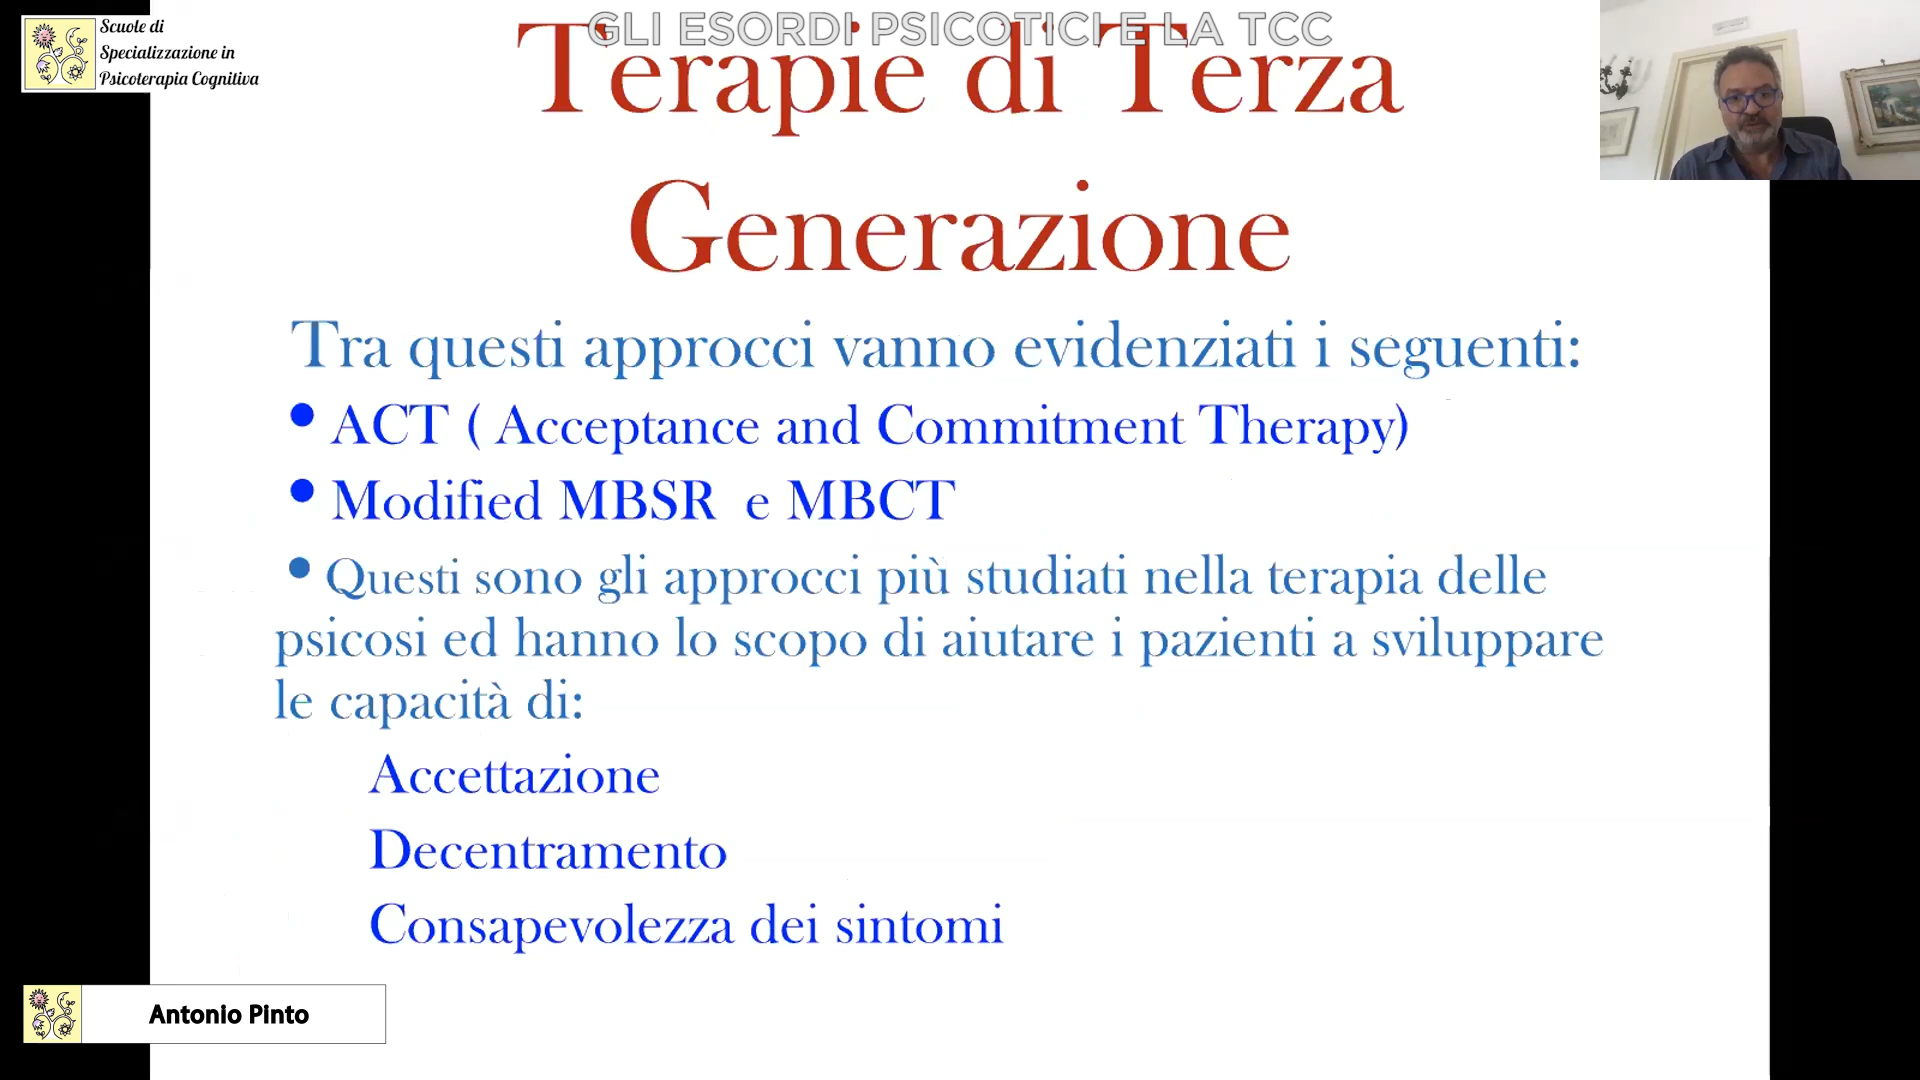 Scuole di
Specializzazione in
Psicoterapia Cognitiva
GLI ESORDI PSICOTICI E LA TCC
Terapie di Terza
Generazione
Tra questi approcci vanno evidenziati i seguenti:
• ACT ( Acceptance and Commitment Therapy)
• Modified MBSR e MBCT
• Questi sono gli approcci più studiati nella terapia delle
psicosi ed hanno lo scopo di aiutare i pazienti a sviluppare
le capacità di:
Accettazione
Decentramento
Consapevolezza dei sintomi
Antonio Pinto